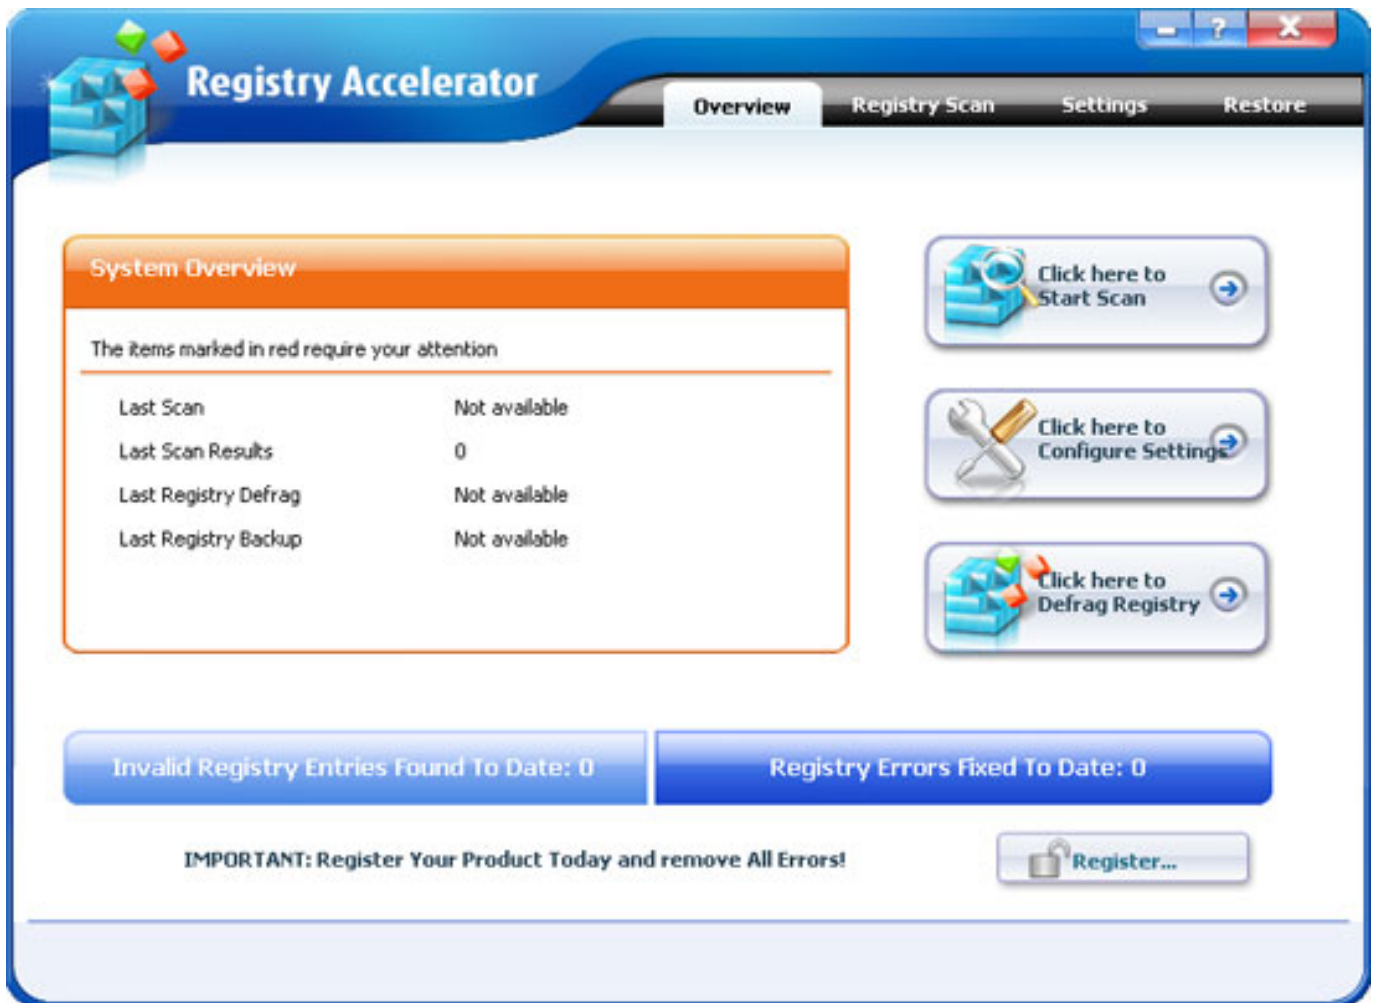 Registry Accelerator
Overview
Registry Scan
Settings
Restore
System Overview
The items marked in red require your attention
Last Scan Not available
Last Scan Results 0
Last Registry Defrag Not available
Last Registry Backup Not available
Click here to
Start Scan
Click here to
Configure Settings
Click here to
Defrag Registry
Invalid Registry Entries Found To Date: 0
Registry Errors Fixed To Date: 0
IMPORTANT: Register Your Product Today and remove All Errors!
Register...